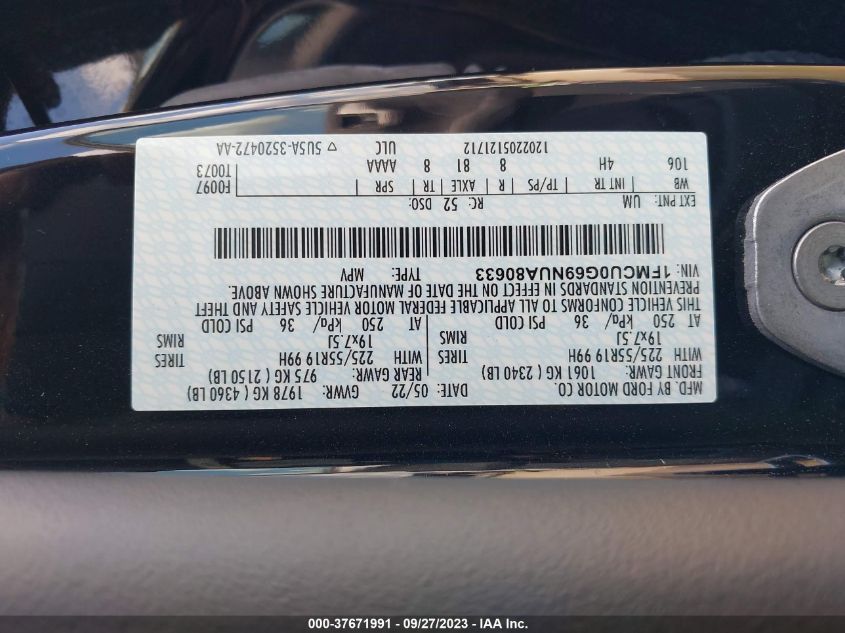 MFD. BY FORD MOTOR CO.
DATE: 05/22 GVWR: 1978 KG ( 4360 LB)
FRONT GAWR: 1061 KG ( 2340 LB) REAR GAWR: 975 KG ( 2150 LB)
WITH 225/55R19 99H TIRES WITH 225/55R19 99H TIRES
19x7.5J RIMS 19x7.5J RIMS
AT 250 kPa/ 36 PSI COLD AT 250 kPa/ 36 PSI COLD
THIS VEHICLE CONFORMS TO ALL APPLICABLE FEDERAL MOTOR VEHICLE SAFETY AND THEFT
PREVENTION STANDARDS IN EFFECT ON THE DATE OF MANUFACTURE SHOWN ABOVE.
VIN: 1FMCU0G69NUA80633 TYPE: MPV
EXT PNT: UM RC: 52 DSO:
WB | INT TR | TP/PS | R | AXLE | TR | SPR F0097
106 4H 8 81 8 AAAA T0073
1202205121712 ULC ▽ 5U5A-3520472-AA
000-37671991 / 09/27/2023 - IAA Inc.